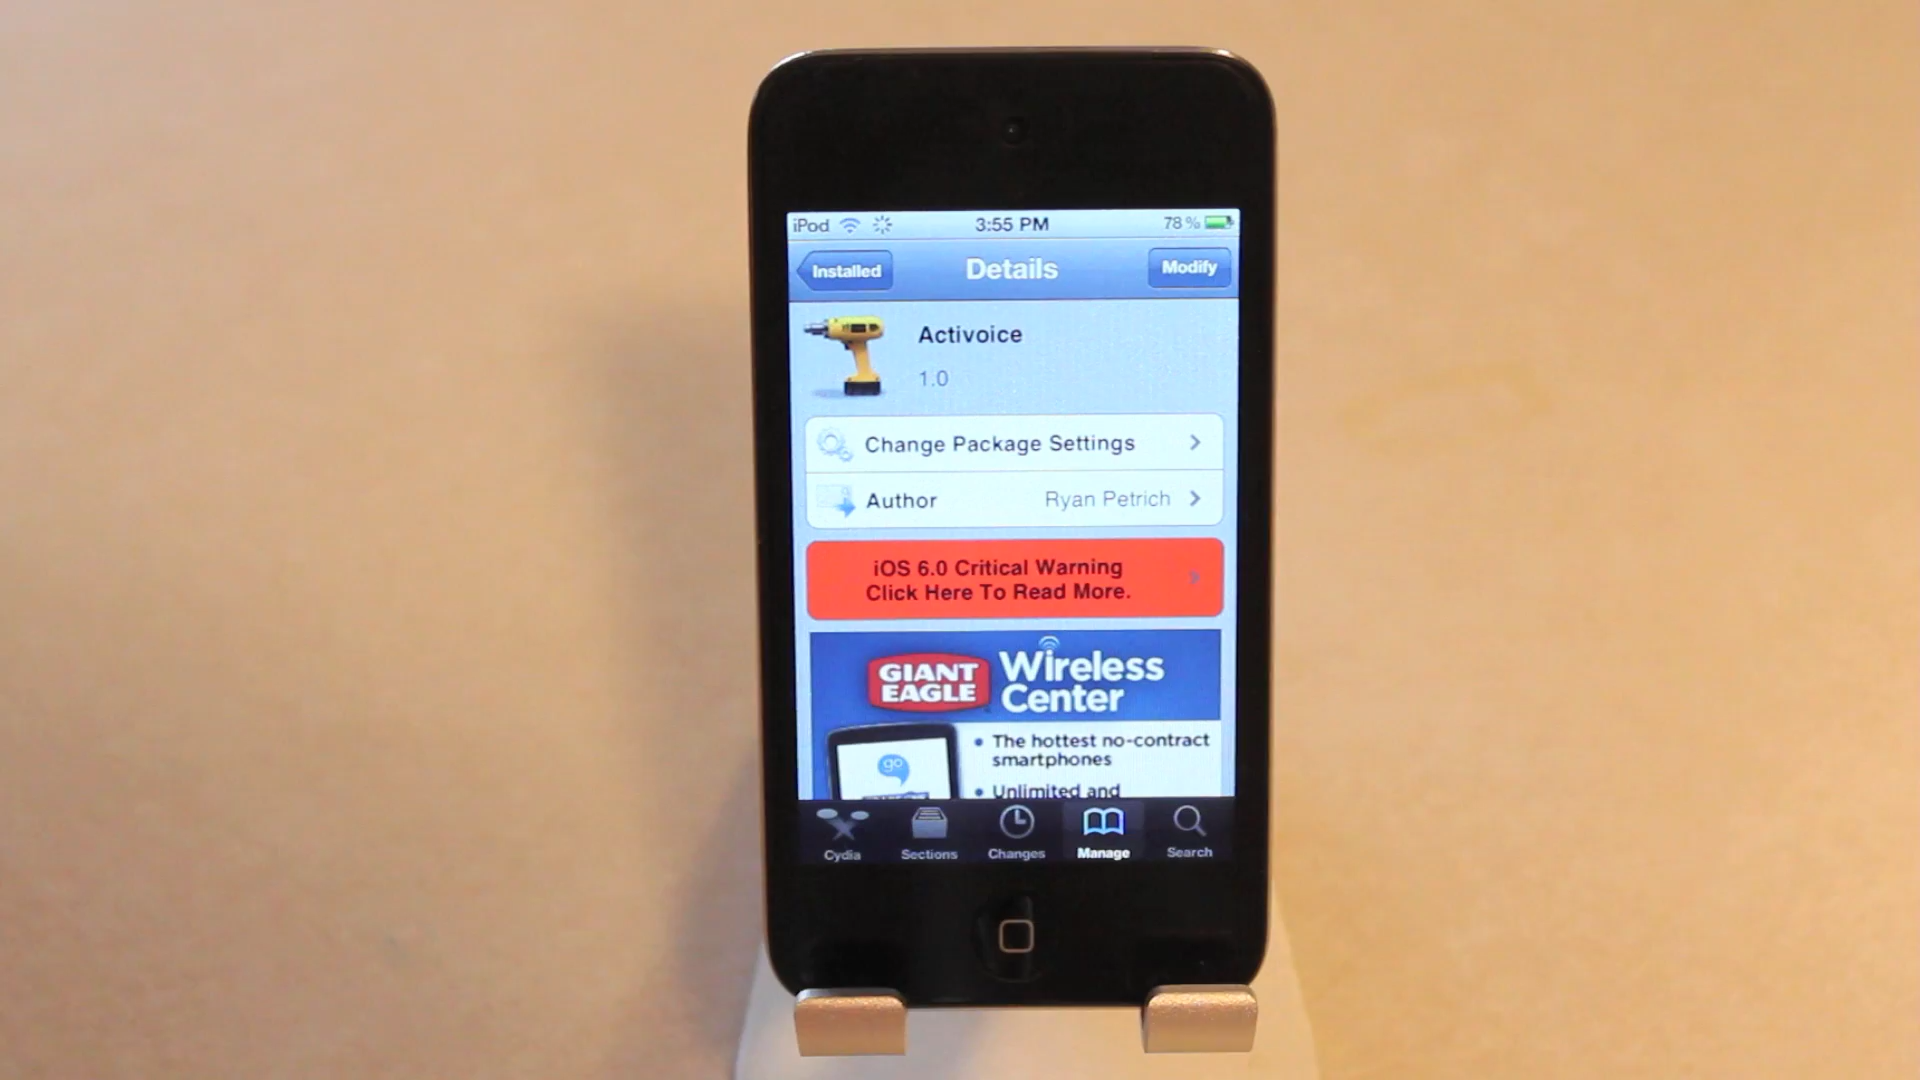 iPod 3:55 PM 78%
Installed Details Modify
Activoice
1.0
Change Package Settings
Author Ryan Petrich
iOS 6.0 Critical Warning
Click Here To Read More.
GIANT
EAGLE
Wireless
Center
• The hottest no-contract
smartphones
• Unlimited and
go
Cydia Sections Changes Manage Search